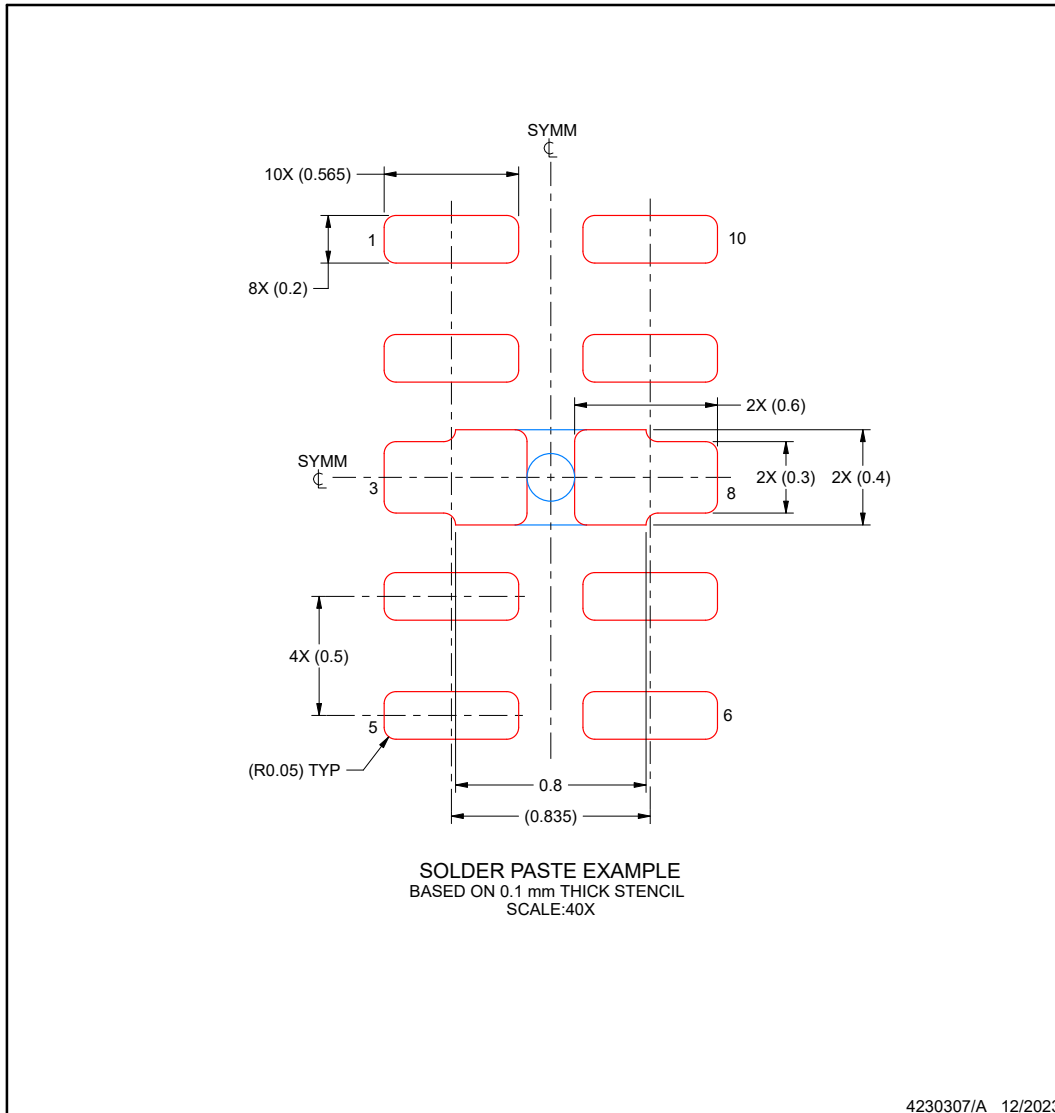 SYMM
℄
10X (0.565)
1
10
8X (0.2)
2X (0.6)
SYMM
℄
3
8
2X (0.3)
2X (0.4)
4X (0.5)
5
6
(R0.05) TYP
0.8
(0.835)
SOLDER PASTE EXAMPLE
BASED ON 0.1 mm THICK STENCIL
SCALE:40X
4230307/A 12/2023